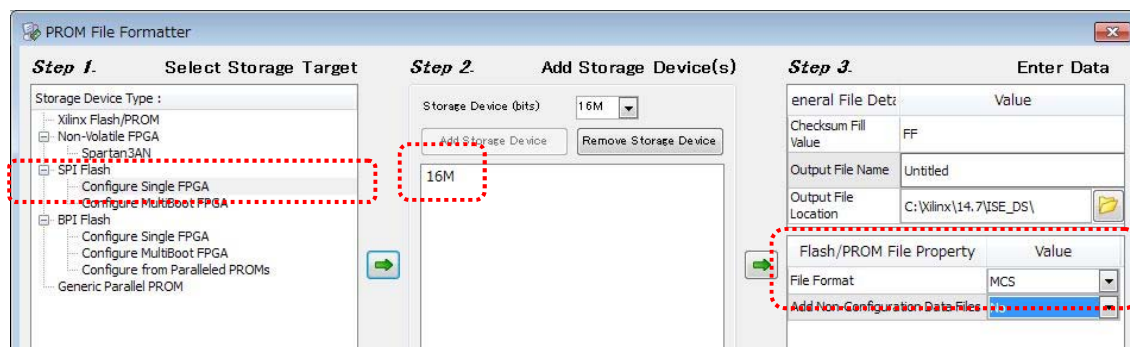 PROM File Formatter
Step 1. Select Storage Target
Storage Device Type :
Xilinx Flash/PROM
Non-Volatile FPGA
Spartan3AN
SPI Flash
Configure Single FPGA
Configure MultiBoot FPGA
BPI Flash
Configure Single FPGA
Configure MultiBoot FPGA
Configure from Paralleled PROMs
Generic Parallel PROM
Step 2. Add Storage Device(s)
Storage Device (bits) 16M
Add Storage Device Remove Storage Device
16M
Step 3. Enter Data
eneral File Deta Value
Checksum Fill
Value FF
Output File Name Untitled
Output File
Location C:\Xilinx\14.7\ISE_DS\
Flash/PROM File Property Value
File Format MCS
Add Non-Configuration Data Files No